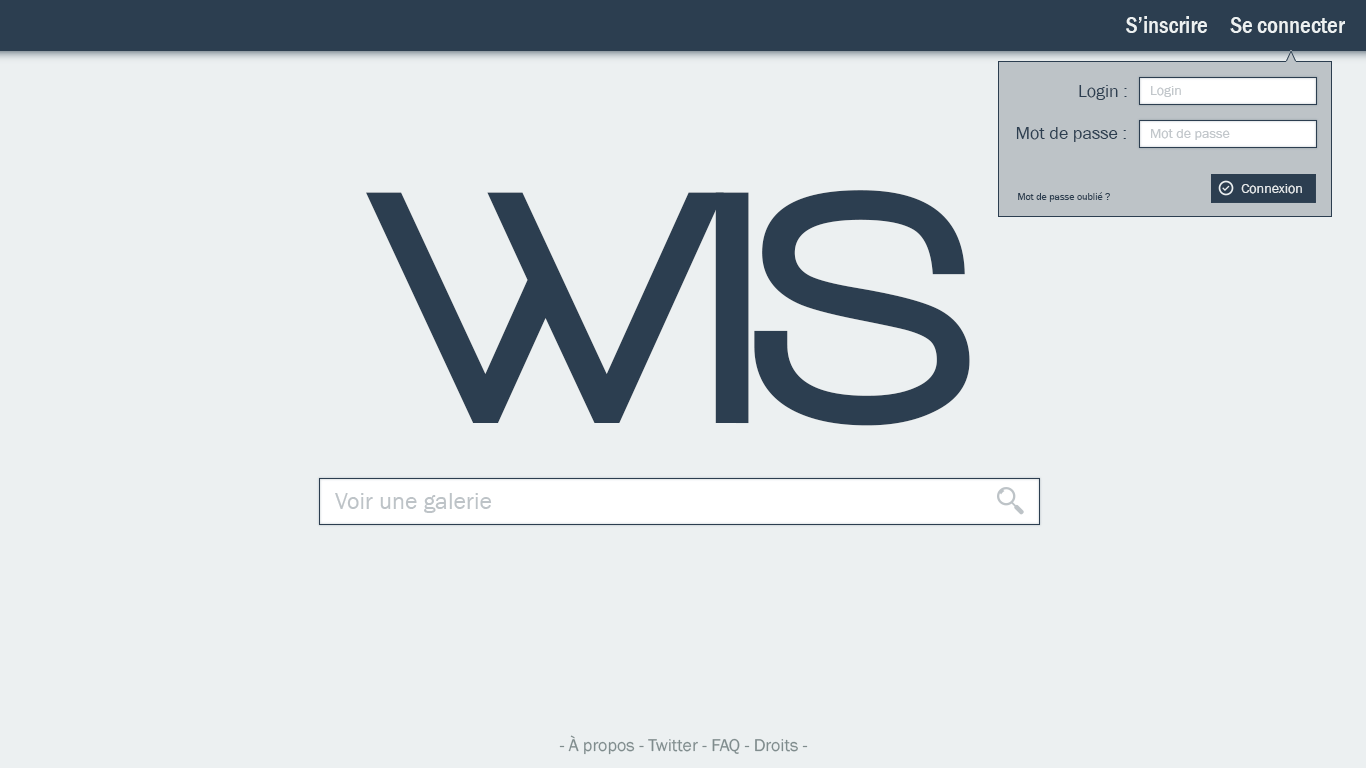 S’inscrire Se connecter
Login : Login
Mot de passe : Mot de passe
Mot de passe oublié ? Connexion
WIS
Voir une galerie
- À propos - Twitter - FAQ - Droits -